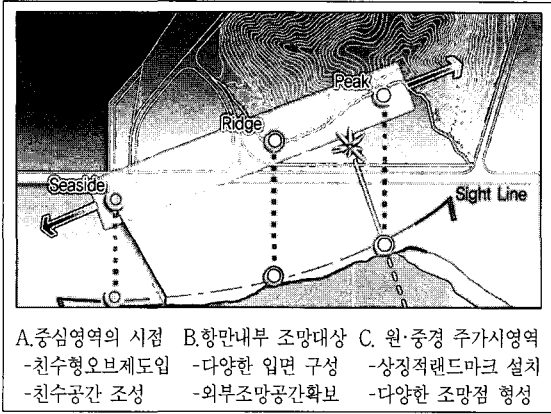 Peak
Ridge
Seaside
Sight Line
A.중심영역의 시점 B.항만내부 조망대상 C. 원·중경 주가시영역
-친수형오브제도입 -다양한 입면 구성 -상징적랜드마크 설치
-친수공간 조성 -외부조망공간확보 -다양한 조망점 형성